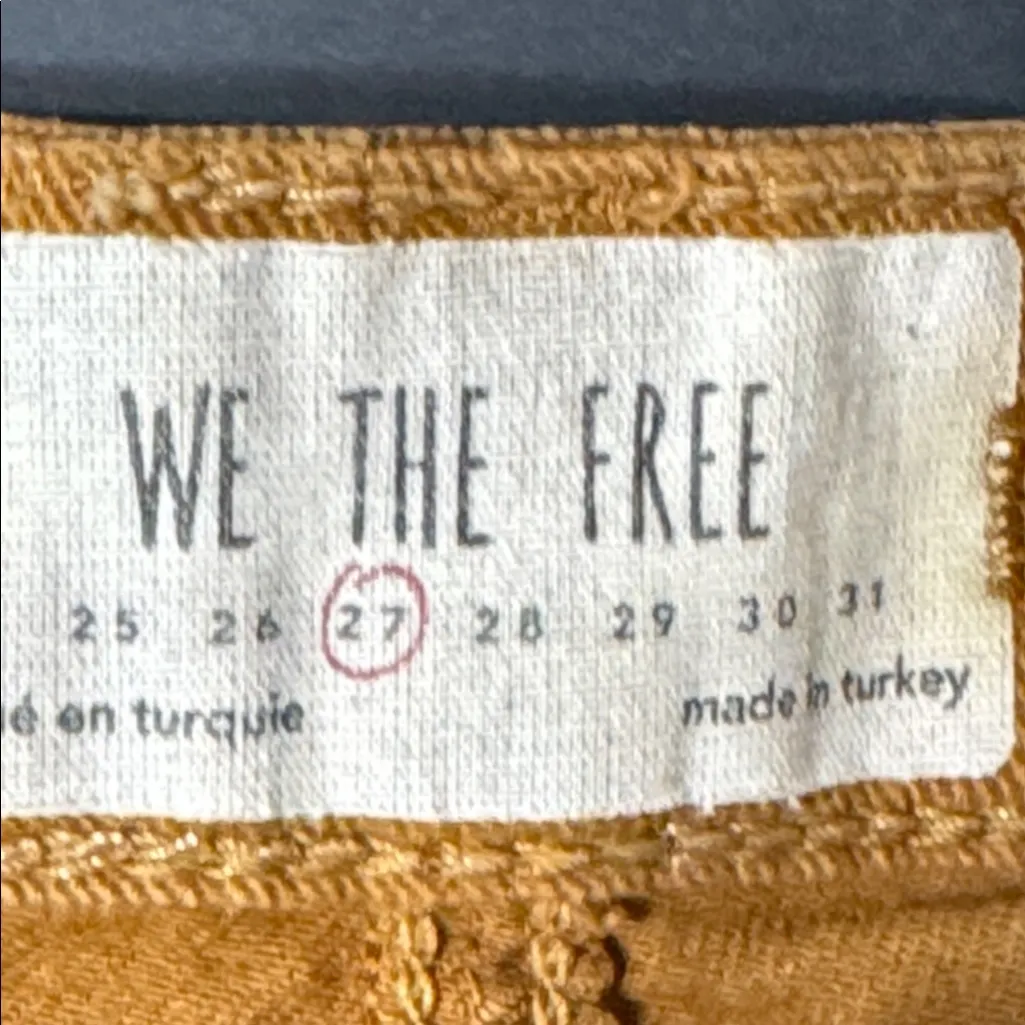 WE THE FREE
25 26 27 28 29 30 31
é en turquie made in turkey